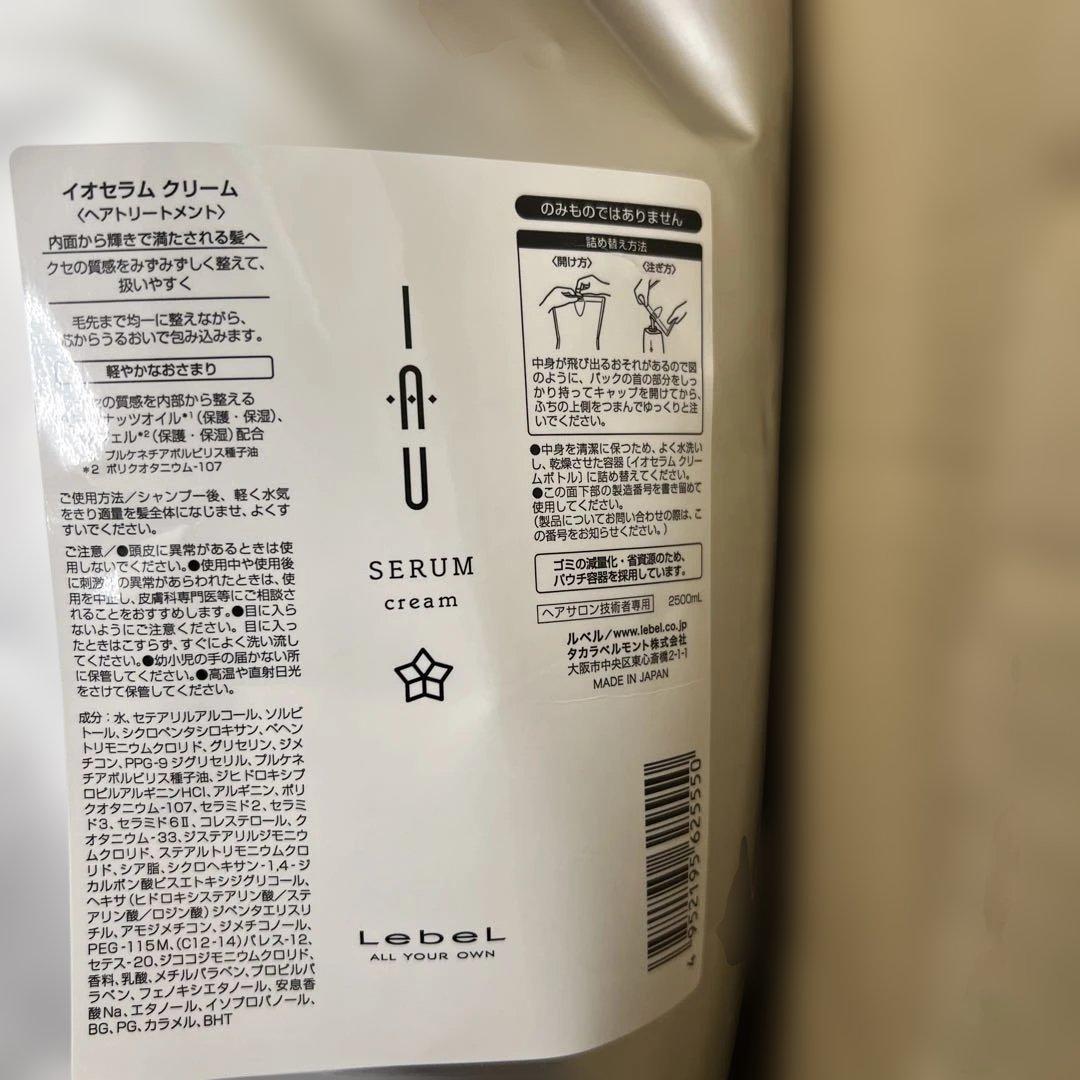 イオセラム クリーム
〈ヘアトリートメント〉
内面から輝きで満たされる髪へ
クセの質感をみずみずしく整えて、
扱いやすく
毛先まで均一に整えながら、
芯からうるおいで包み込みます。
軽やかなおさまり
の質感を内部から整える
ナッツオイル*1(保護・保湿)、
ェル*2(保護・保湿)配合
プルケネチアボルビリス種子油
*2 ポリクオタニウム-107
ご使用方法/シャンプー後、軽く水気
をきり適量を髪全体になじませ、よくす
すいでください。
ご注意/●頭皮に異常があるときは使
用しないでください。●使用中や使用後
に刺激 の異常があらわれたときは、使
用を中止し、皮膚科専門医等にご相談さ
れることをおすすめします。●目に入ら
ないようにご注意ください。目に入っ
たときはこすらず、すぐによく洗い流し
てください。●幼小児の手の届かない所
に保管してください。●高温や直射日光
をさけて保管してください。
成分:水、セテアリルアルコール、ソルビ
トール、シクロペンタシロキサン、ベヘン
トリモニウムクロリド、グリセリン、ジメ
チコン、PPG-9 ジグリセリル、プルケネ
チアボルビリス種子油、ジヒドロキシプ
ロピルアルギニンHCl、アルギニン、ポリ
クオタニウム-107、セラミド2、セラミ
ド3、セラミド6Ⅱ、コレステロール、ク
オタニウム-33、ジステアリルジモニウ
ムクロリド、ステアルトリモニウムクロ
リド、シア脂、シクロヘキサン-1,4-ジ
カルボン酸ビスエトキシジグリコール、
ヘキサ(ヒドロキシステアリン酸/ステ
アリン酸/ロジン酸)ジペンタエリスリ
チル、アモジメチコン、ジメチコノール、
PEG-115M、(C12-14)パレス-12、
セテス-20、ジココジモニウムクロリド、
香料、乳酸、メチルパラベン、プロピルパ
ラベン、フェノキシエタノール、安息香
酸Na、エタノール、イソプロパノール、
BG、PG、カラメル、BHT
I
A
U
SERUM
cream
LebeL
ALL YOUR OWN
のみものではありません
詰め替え方法
〈開け方〉 〈注ぎ方〉
中身が飛び出るおそれがあるので図
のように、パックの首の部分をしっ
かり持ってキャップを開けてから、
ふちの上側をつまんでゆっくりと注
いでください。
●中身を清潔に保つため、よく水洗い
し、乾燥させた容器〔イオセラム クリー
ムボトル〕に詰め替えてください。
●この面下部の製造番号を書き留めて
使用してください。
(製品についてお問い合わせの際は、こ
の番号をお知らせください。)
ゴミの減量化・省資源のため、
パウチ容器を採用しています。
ヘアサロン技術者専用 2500mL
ルベル/www.lebel.co.jp
タカラベルモント株式会社
大阪市中央区東心斎橋2-1-1
MADE IN JAPAN
4 952195 625550